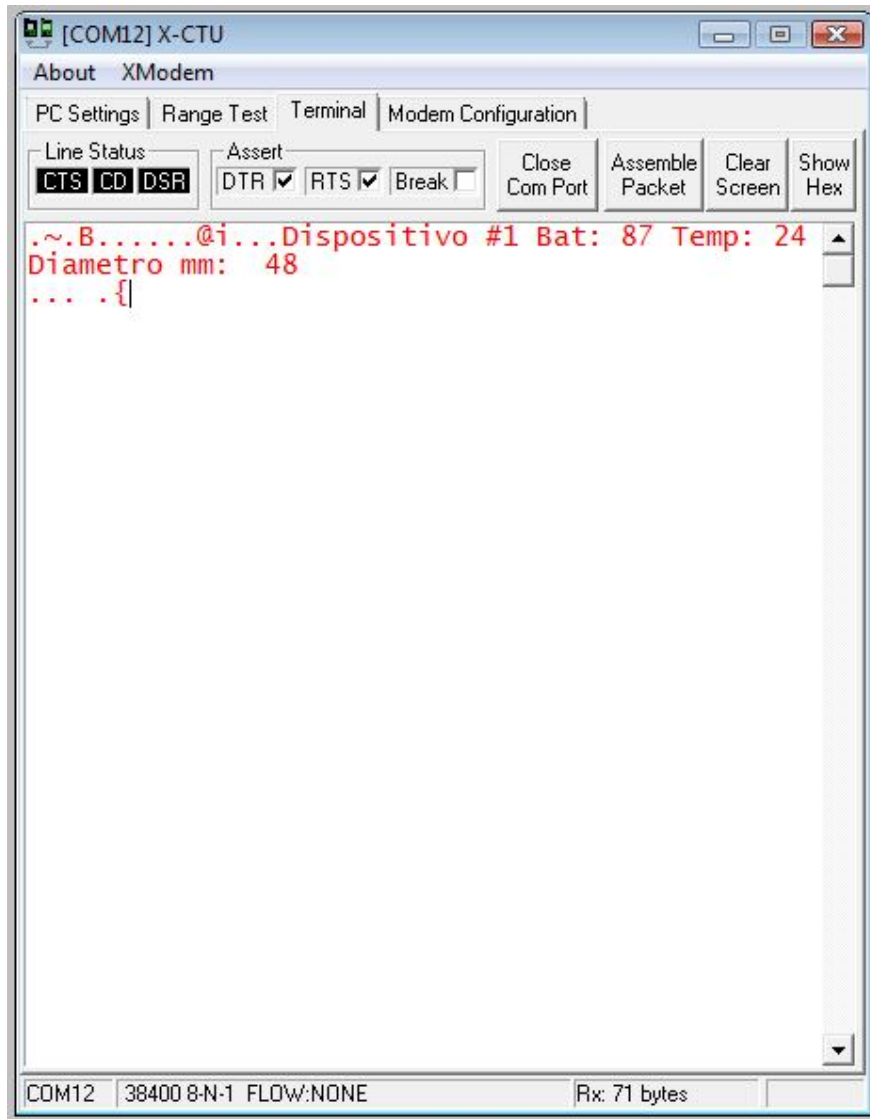 [COM12] X-CTU
About XModem
PC Settings Range Test Terminal Modem Configuration
Line Status Assert
CTS CD DSR DTR RTS Break Close Com Port Assemble Packet Clear Screen Show Hex
.~.B......@i...Dispositivo #1 Bat: 87 Temp: 24
Diametro mm:  48
... .{
COM12 38400 8-N-1 FLOW:NONE Rx: 71 bytes